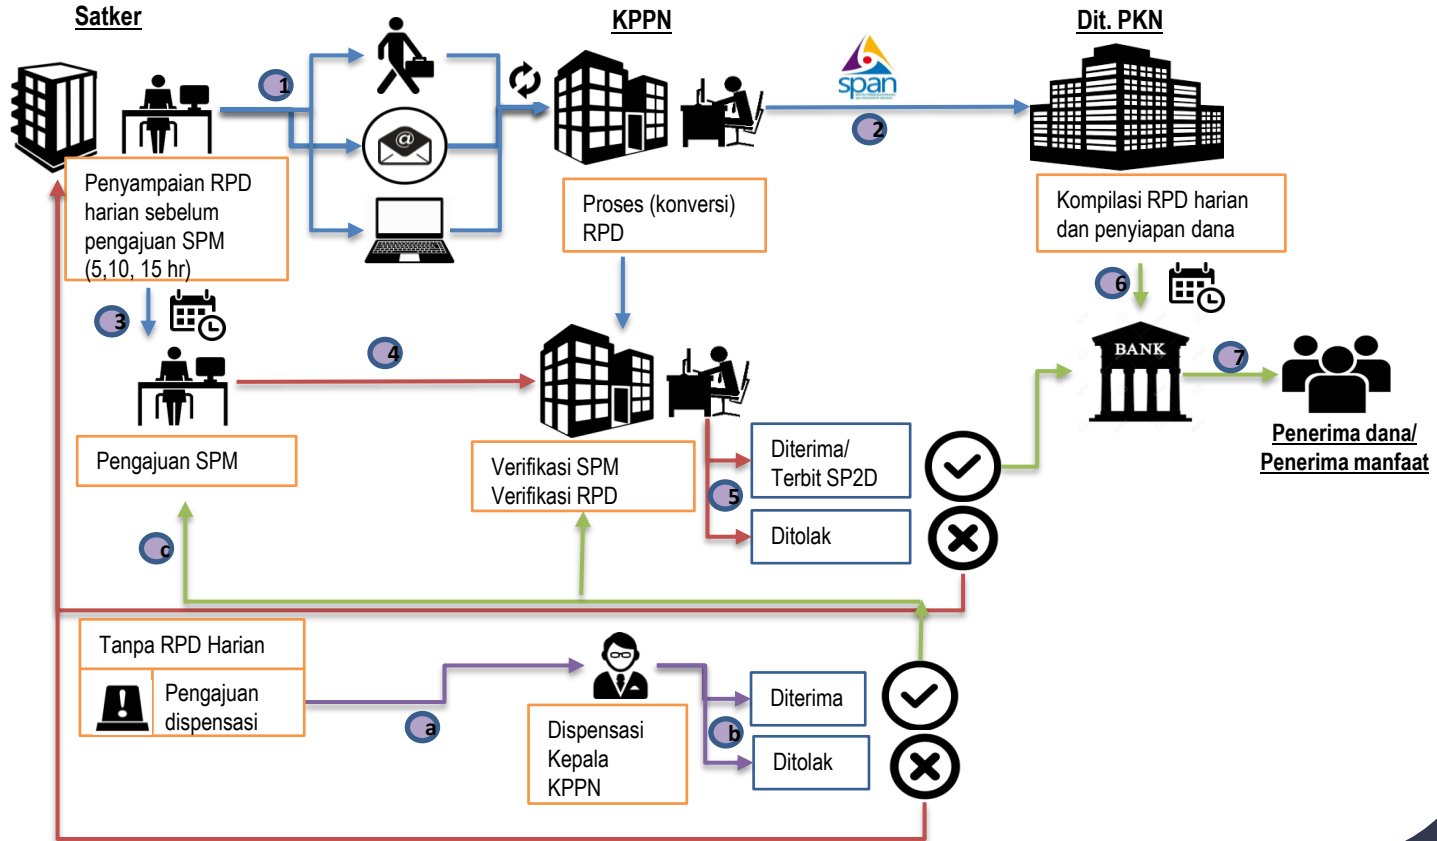 Satker
KPPN
Dit. PKN
1
@
span
2
Penyampaian RPD
harian sebelum
pengajuan SPM
(5,10, 15 hr)
Proses (konversi)
RPD
Kompilasi RPD harian
dan penyiapan dana
3
4
6
BANK
7
Pengajuan SPM
Verifikasi SPM
Verifikasi RPD
Diterima/
Terbit SP2D
5
Ditolak
Penerima dana/
Penerima manfaat
c
Tanpa RPD Harian
Pengajuan
dispensasi
a
Dispensasi
Kepala
KPPN
Diterima
b
Ditolak